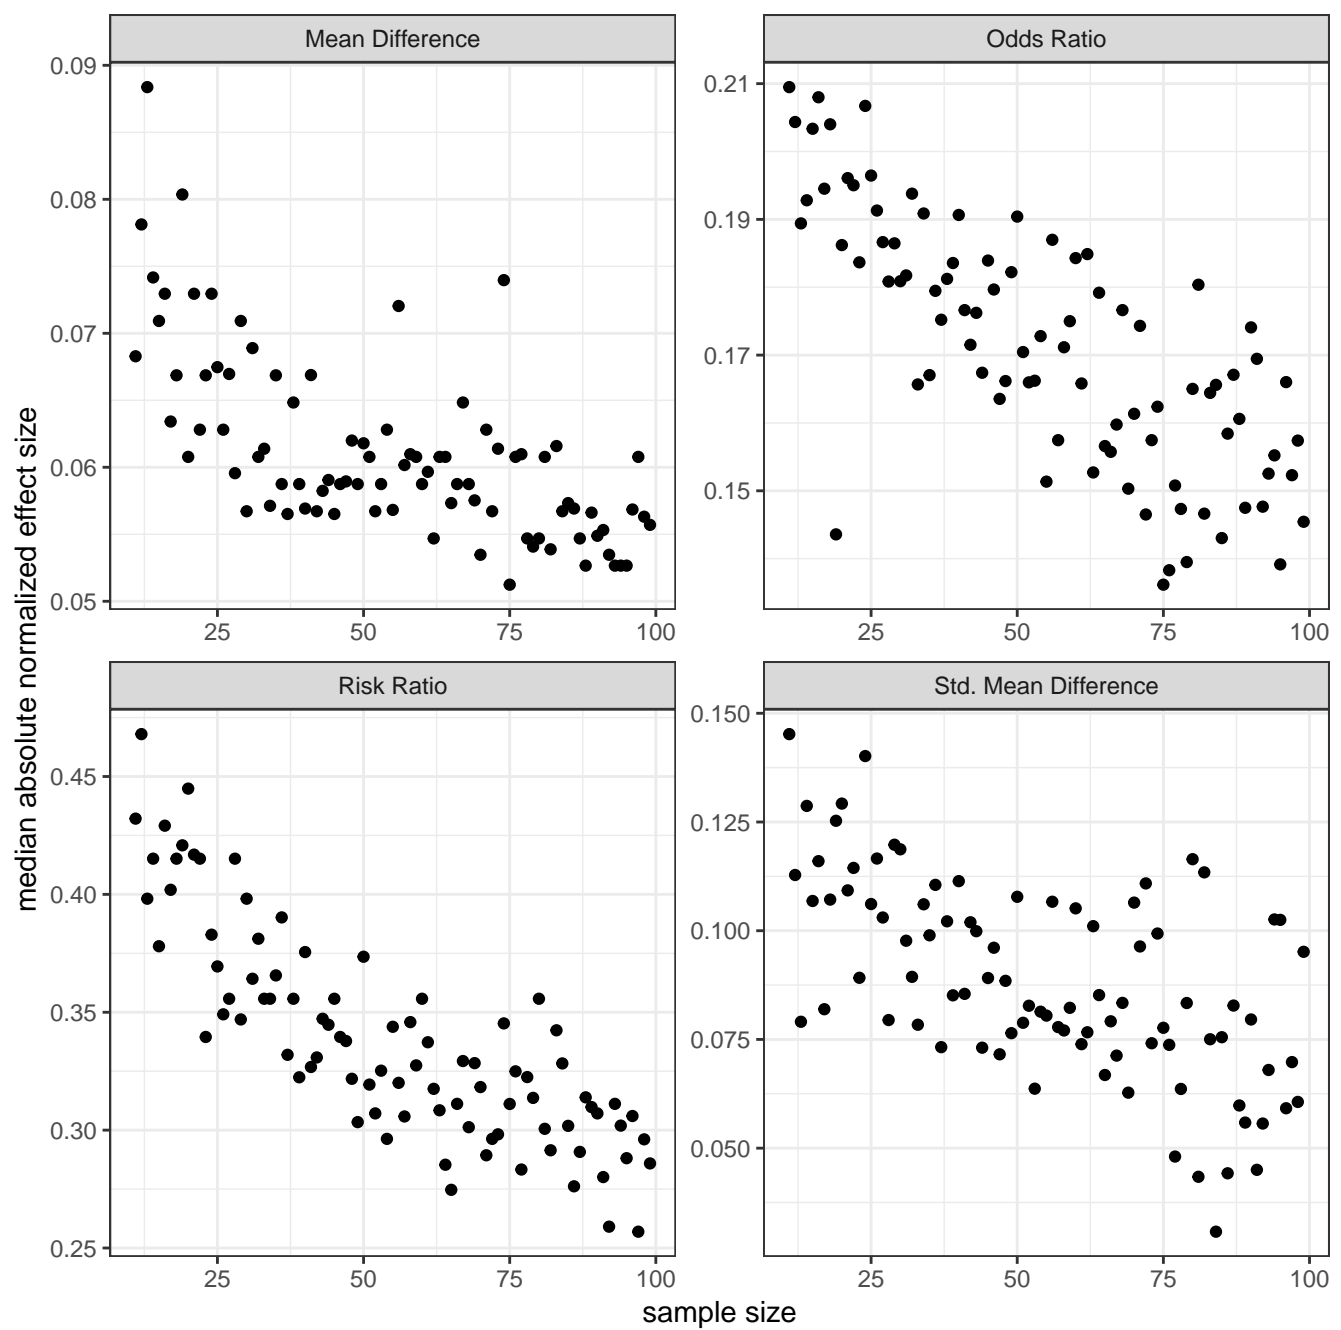 Mean Difference
Odds Ratio
0.09
0.08
0.07
0.06
0.05
25 50 75 100
0.21
0.19
0.17
0.15
25 50 75 100
Risk Ratio
Std. Mean Difference
0.45
0.40
0.35
0.30
0.25
25 50 75 100
0.150
0.125
0.100
0.075
0.050
25 50 75 100
median absolute normalized effect size
sample size